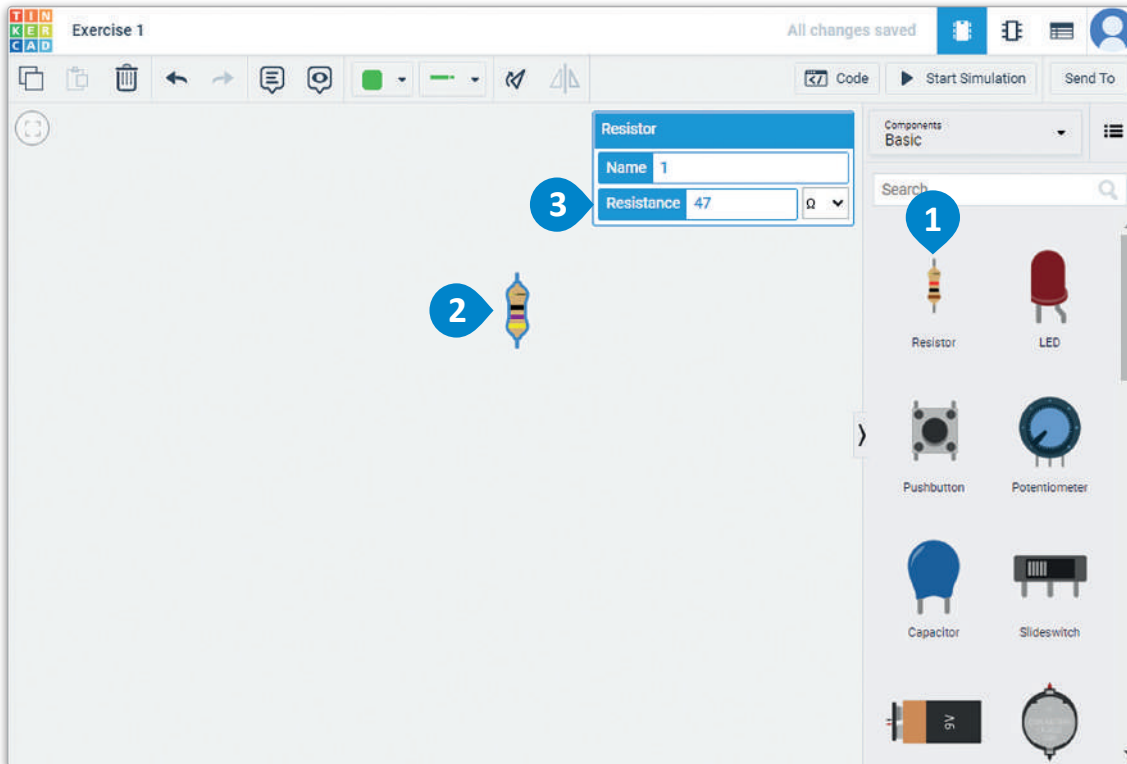 TIN
KER
CAD
Exercise 1
All changes saved
Code
Start Simulation
Send To
Resistor
Name 1
3
Resistance 47 Ω
Components
Basic
Search
1
2
Resistor
LED
Pushbutton
Potentiometer
Capacitor
Slideswitch
9V